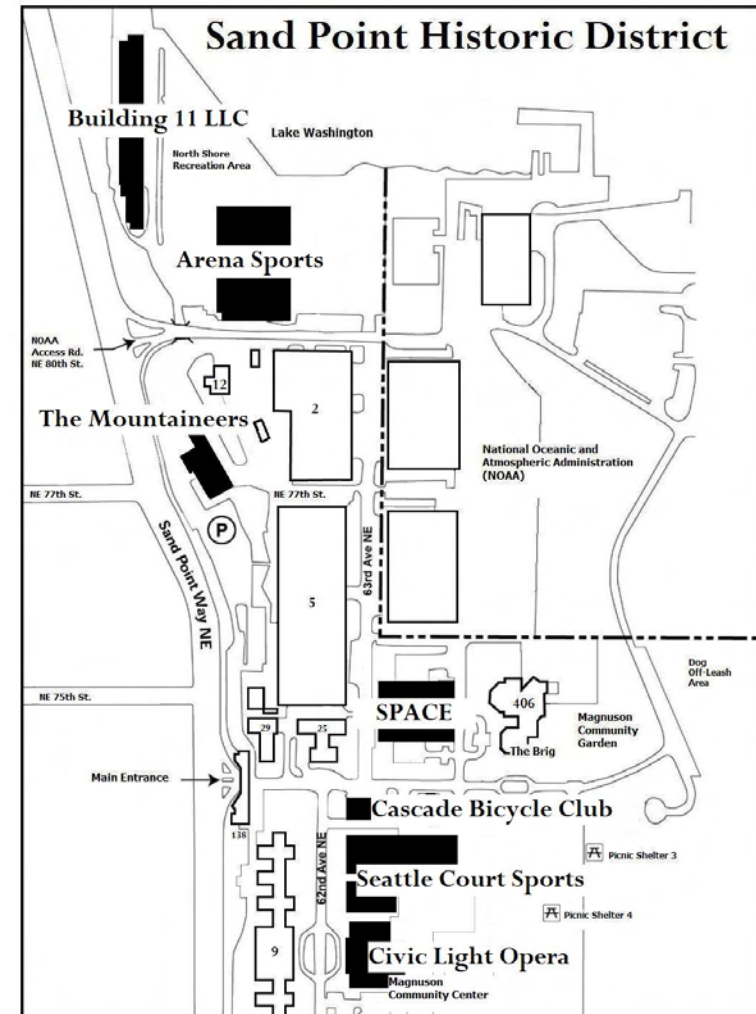 Sand Point Historic District
Building 11 LLC
Lake Washington
North Shore
Recreation Area
Arena Sports
NOAA
Access Rd.
NE 80th St.
12
2
The Mountaineers
National Oceanic and
Atmospheric Administration
(NOAA)
NE 77th St.
NE 77th St.
P
Sand Point Way NE
63rd Ave NE
5
Dog
Off-Leash
Area
NE 75th St.
SPACE
406
Magnuson
Community
Garden
29
25
The Brig
Main Entrance
Cascade Bicycle Club
138
62nd Ave NE
Picnic Shelter 3
Seattle Court Sports
Picnic Shelter 4
9
Civic Light Opera
Magnuson
Community Center